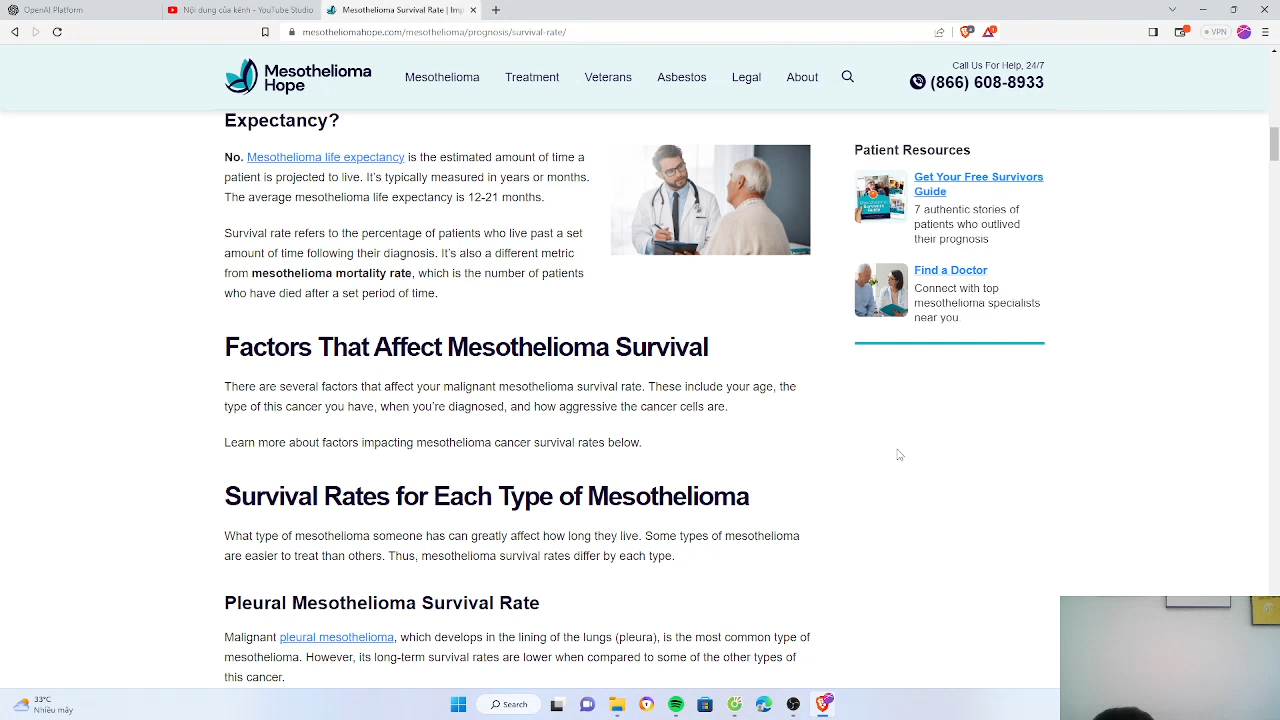 OpenAI Platform
Nội dung của kênh - YouTube Studio
Mesothelioma Survival Rate | Imp
mesotheliomahope.com/mesothelioma/prognosis/survival-rate/
VPN
Mesothelioma
Hope
Mesothelioma
Treatment
Veterans
Asbestos
Legal
About
Call Us For Help, 24/7
(866) 608-8933
Expectancy?
No. Mesothelioma life expectancy is the estimated amount of time a
patient is projected to live. It's typically measured in years or months.
The average mesothelioma life expectancy is 12-21 months.
Survival rate refers to the percentage of patients who live past a set
amount of time following their diagnosis. It's also a different metric
from mesothelioma mortality rate, which is the number of patients
who have died after a set period of time.
Patient Resources
Get Your Free Survivors
Guide
7 authentic stories of
patients who outlived
their prognosis
Find a Doctor
Connect with top
mesothelioma specialists
near you.
Factors That Affect Mesothelioma Survival
There are several factors that affect your malignant mesothelioma survival rate. These include your age, the
type of this cancer you have, when you're diagnosed, and how aggressive the cancer cells are.
Learn more about factors impacting mesothelioma cancer survival rates below.
Survival Rates for Each Type of Mesothelioma
What type of mesothelioma someone has can greatly affect how long they live. Some types of mesothelioma
are easier to treat than others. Thus, mesothelioma survival rates differ by each type.
Pleural Mesothelioma Survival Rate
Malignant pleural mesothelioma, which develops in the lining of the lungs (pleura), is the most common type of
mesothelioma. However, its long-term survival rates are lower when compared to some of the other types of
this cancer.
33°C
Nhiều mây
Search